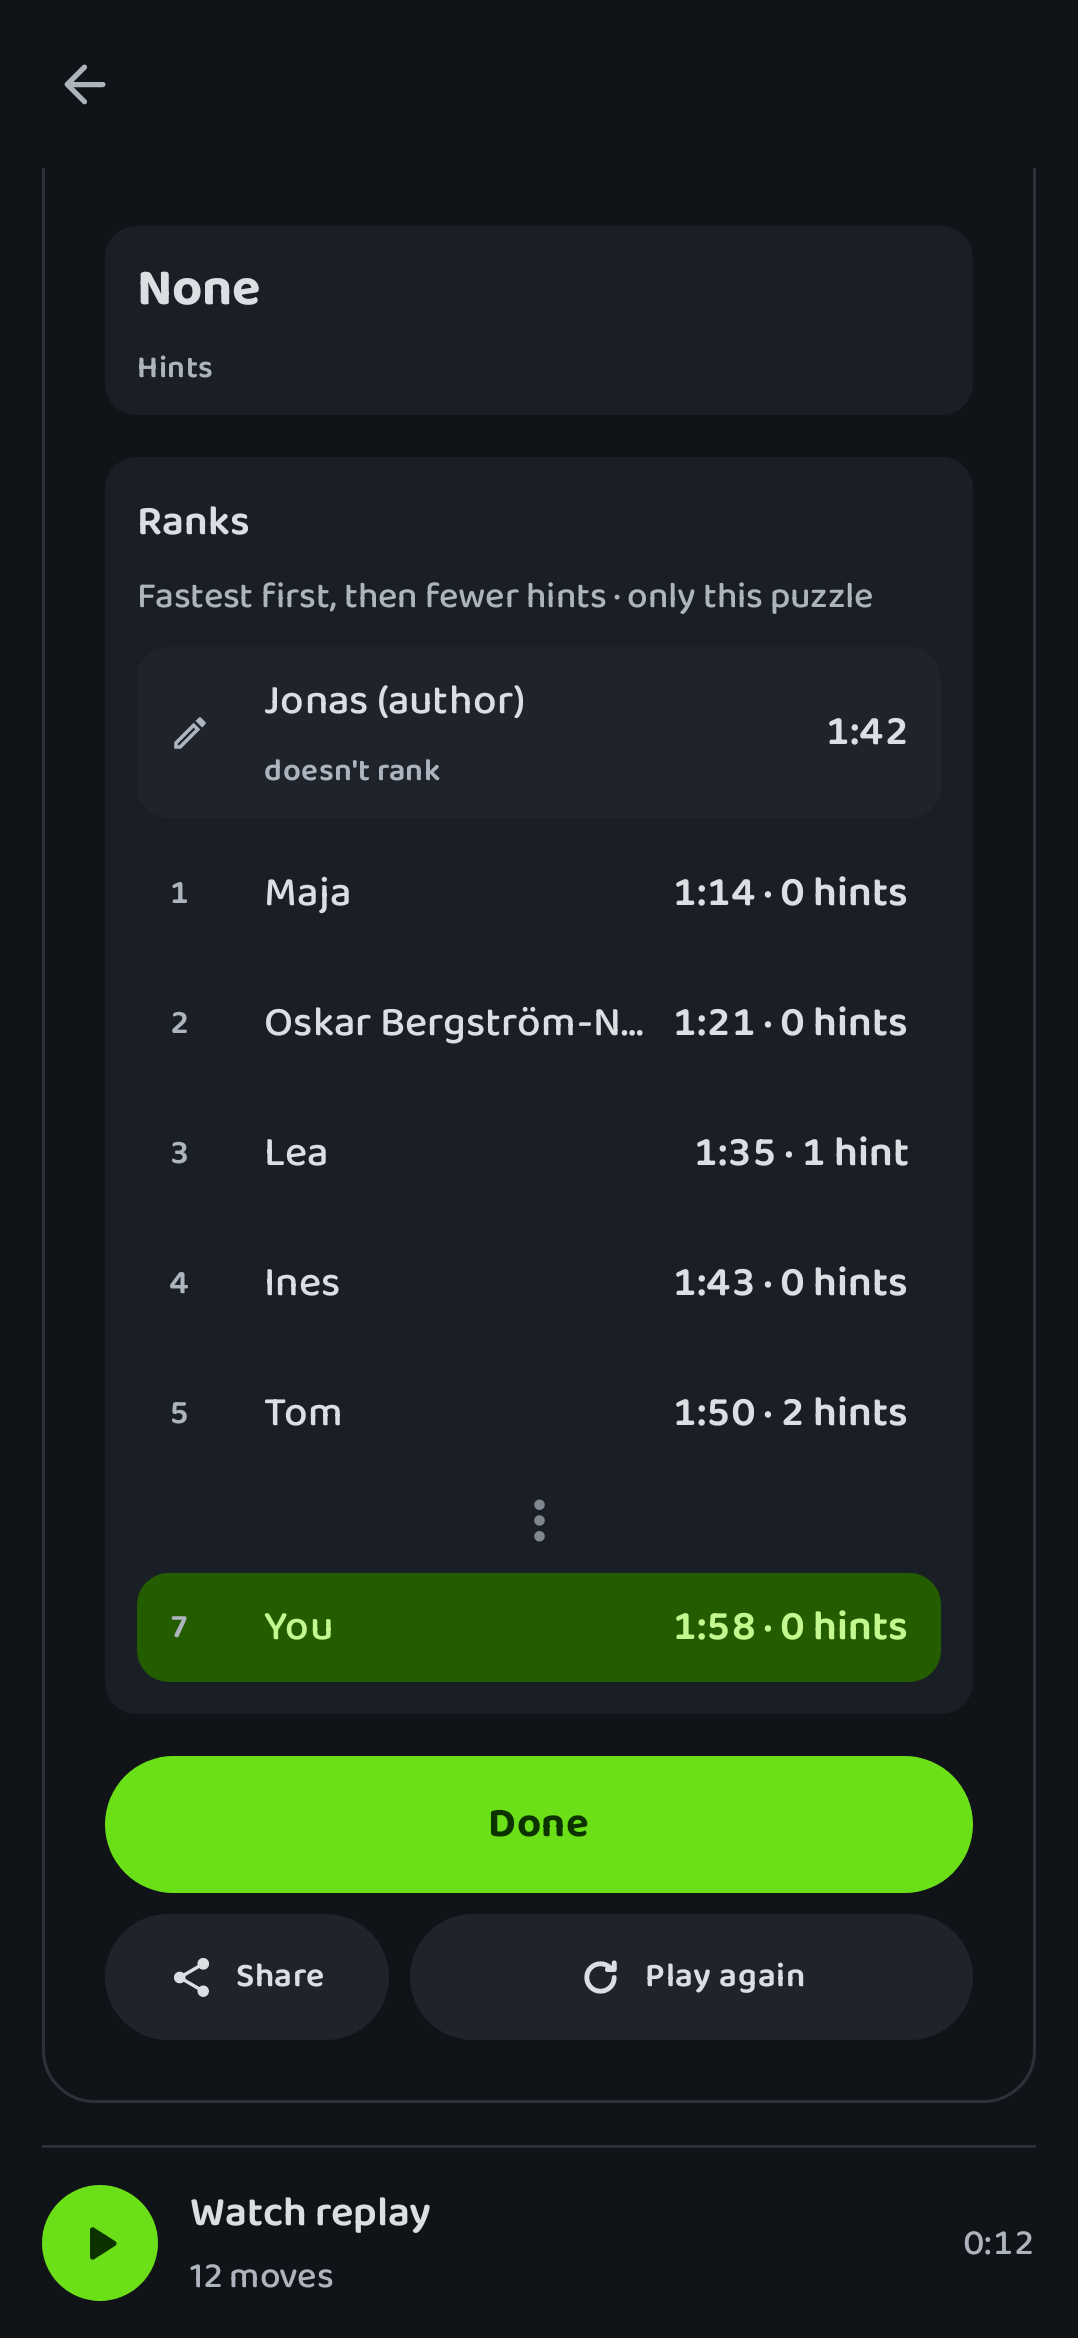 None
Hints
Ranks
Fastest first, then fewer hints · only this puzzle
Jonas (author)
doesn't rank
1:42
1 Maja 1:14 · 0 hints
2 Oskar Bergström-N... 1:21 · 0 hints
3 Lea 1:35 · 1 hint
4 Ines 1:43 · 0 hints
5 Tom 1:50 · 2 hints
7 You 1:58 · 0 hints
Done
Share Play again
Watch replay
12 moves
0:12